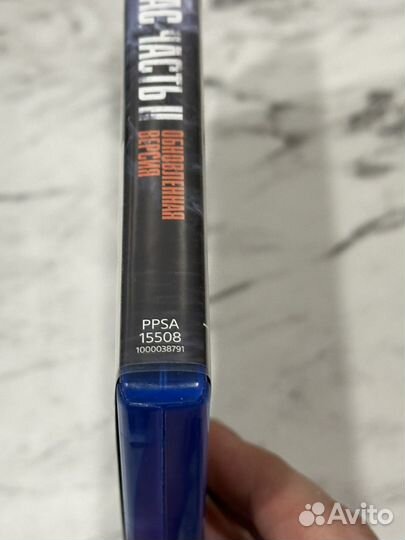 АС ЧАСТЬ II
ОБНОВЛЕННАЯ
ВЕРСИЯ
PPSA
15508
1000038791
Avito